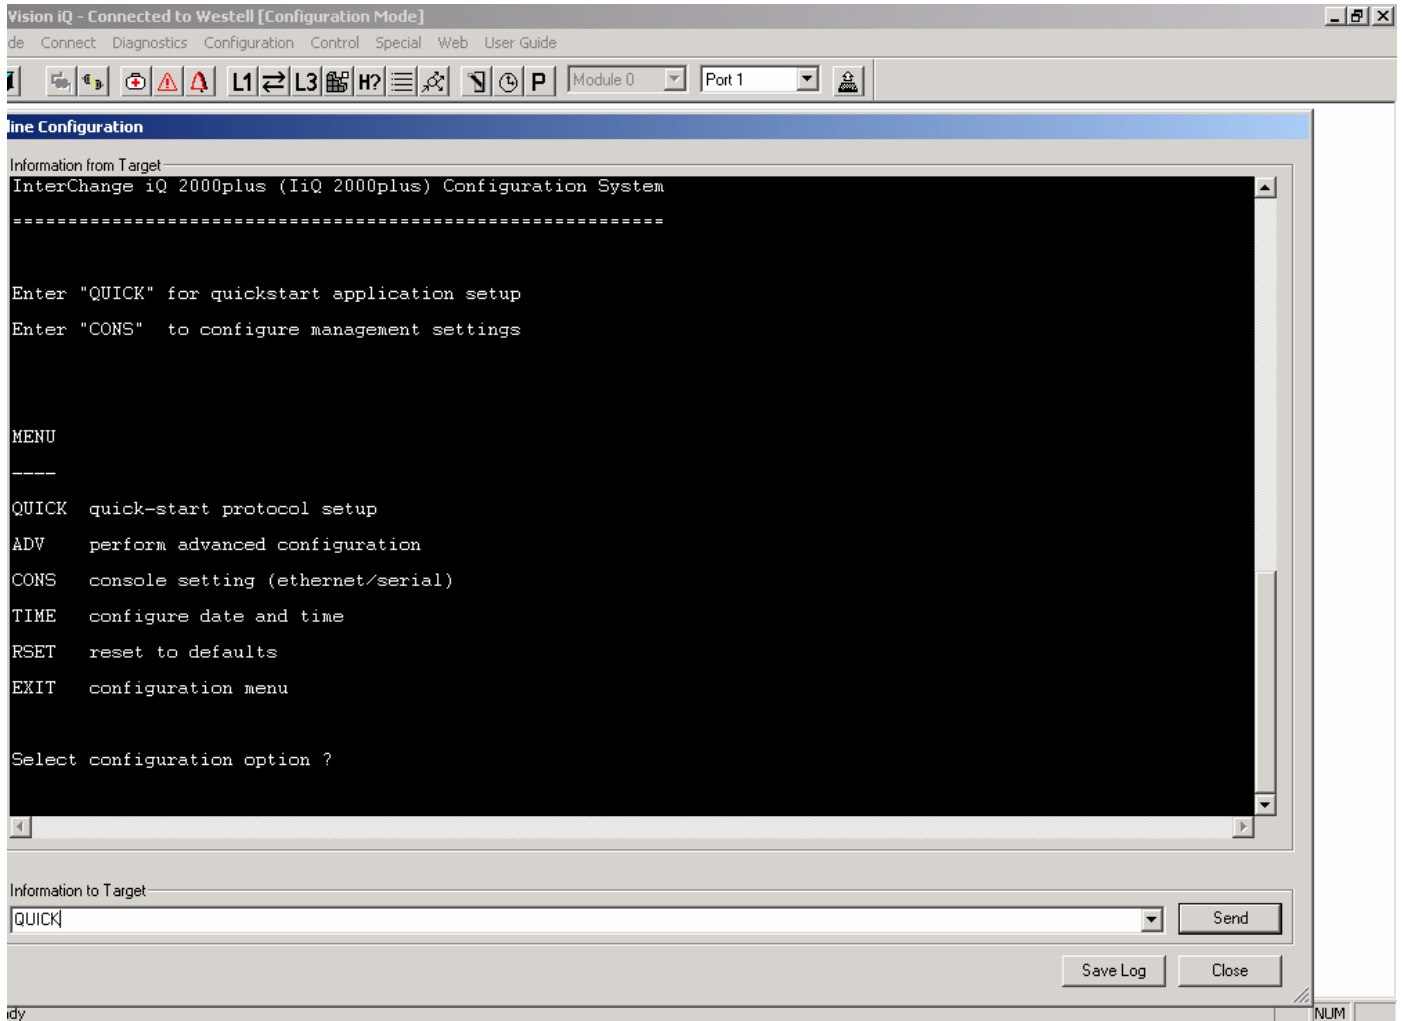 Vision iQ - Connected to Westell [Configuration Mode]
de Connect Diagnostics Configuration Control Special Web User Guide
L1 L3 H? P Module 0 Port 1
line Configuration
Information from Target
InterChange iQ 2000plus (IiQ 2000plus) Configuration System
============================================================
Enter "QUICK" for quickstart application setup
Enter "CONS" to configure management settings
MENU
----
QUICK quick-start protocol setup
ADV perform advanced configuration
CONS console setting (ethernet/serial)
TIME configure date and time
RSET reset to defaults
EXIT configuration menu
Select configuration option ?
Information to Target
QUICK
Send
Save Log Close
dy NUM